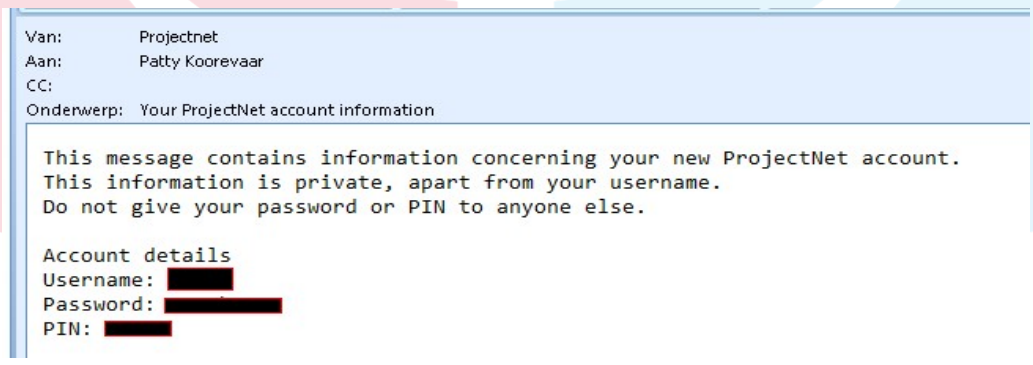 Van: Projectnet
Aan: Patty Koorevaar
CC:
Onderwerp: Your ProjectNet account information
This message contains information concerning your new ProjectNet account.
This information is private, apart from your username.
Do not give your password or PIN to anyone else.
Account details
Username:
Password:
PIN: